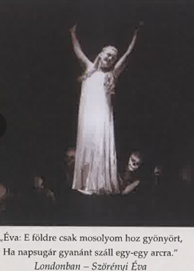 „Éva: E földre csak mosolyom hoz gyönyört,
Ha napsugár gyanánt száll egy-egy arcra.”
Londonban – Szörényi Éva